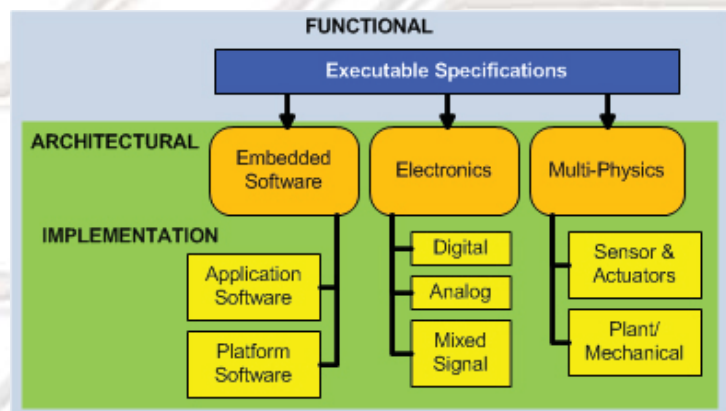 FUNCTIONAL
Executable Specifications
ARCHITECTURAL
Embedded
Software
Electronics
Multi-Physics
IMPLEMENTATION
Application
Software
Platform
Software
Digital
Analog
Mixed
Signal
Sensor &
Actuators
Plant/
Mechanical